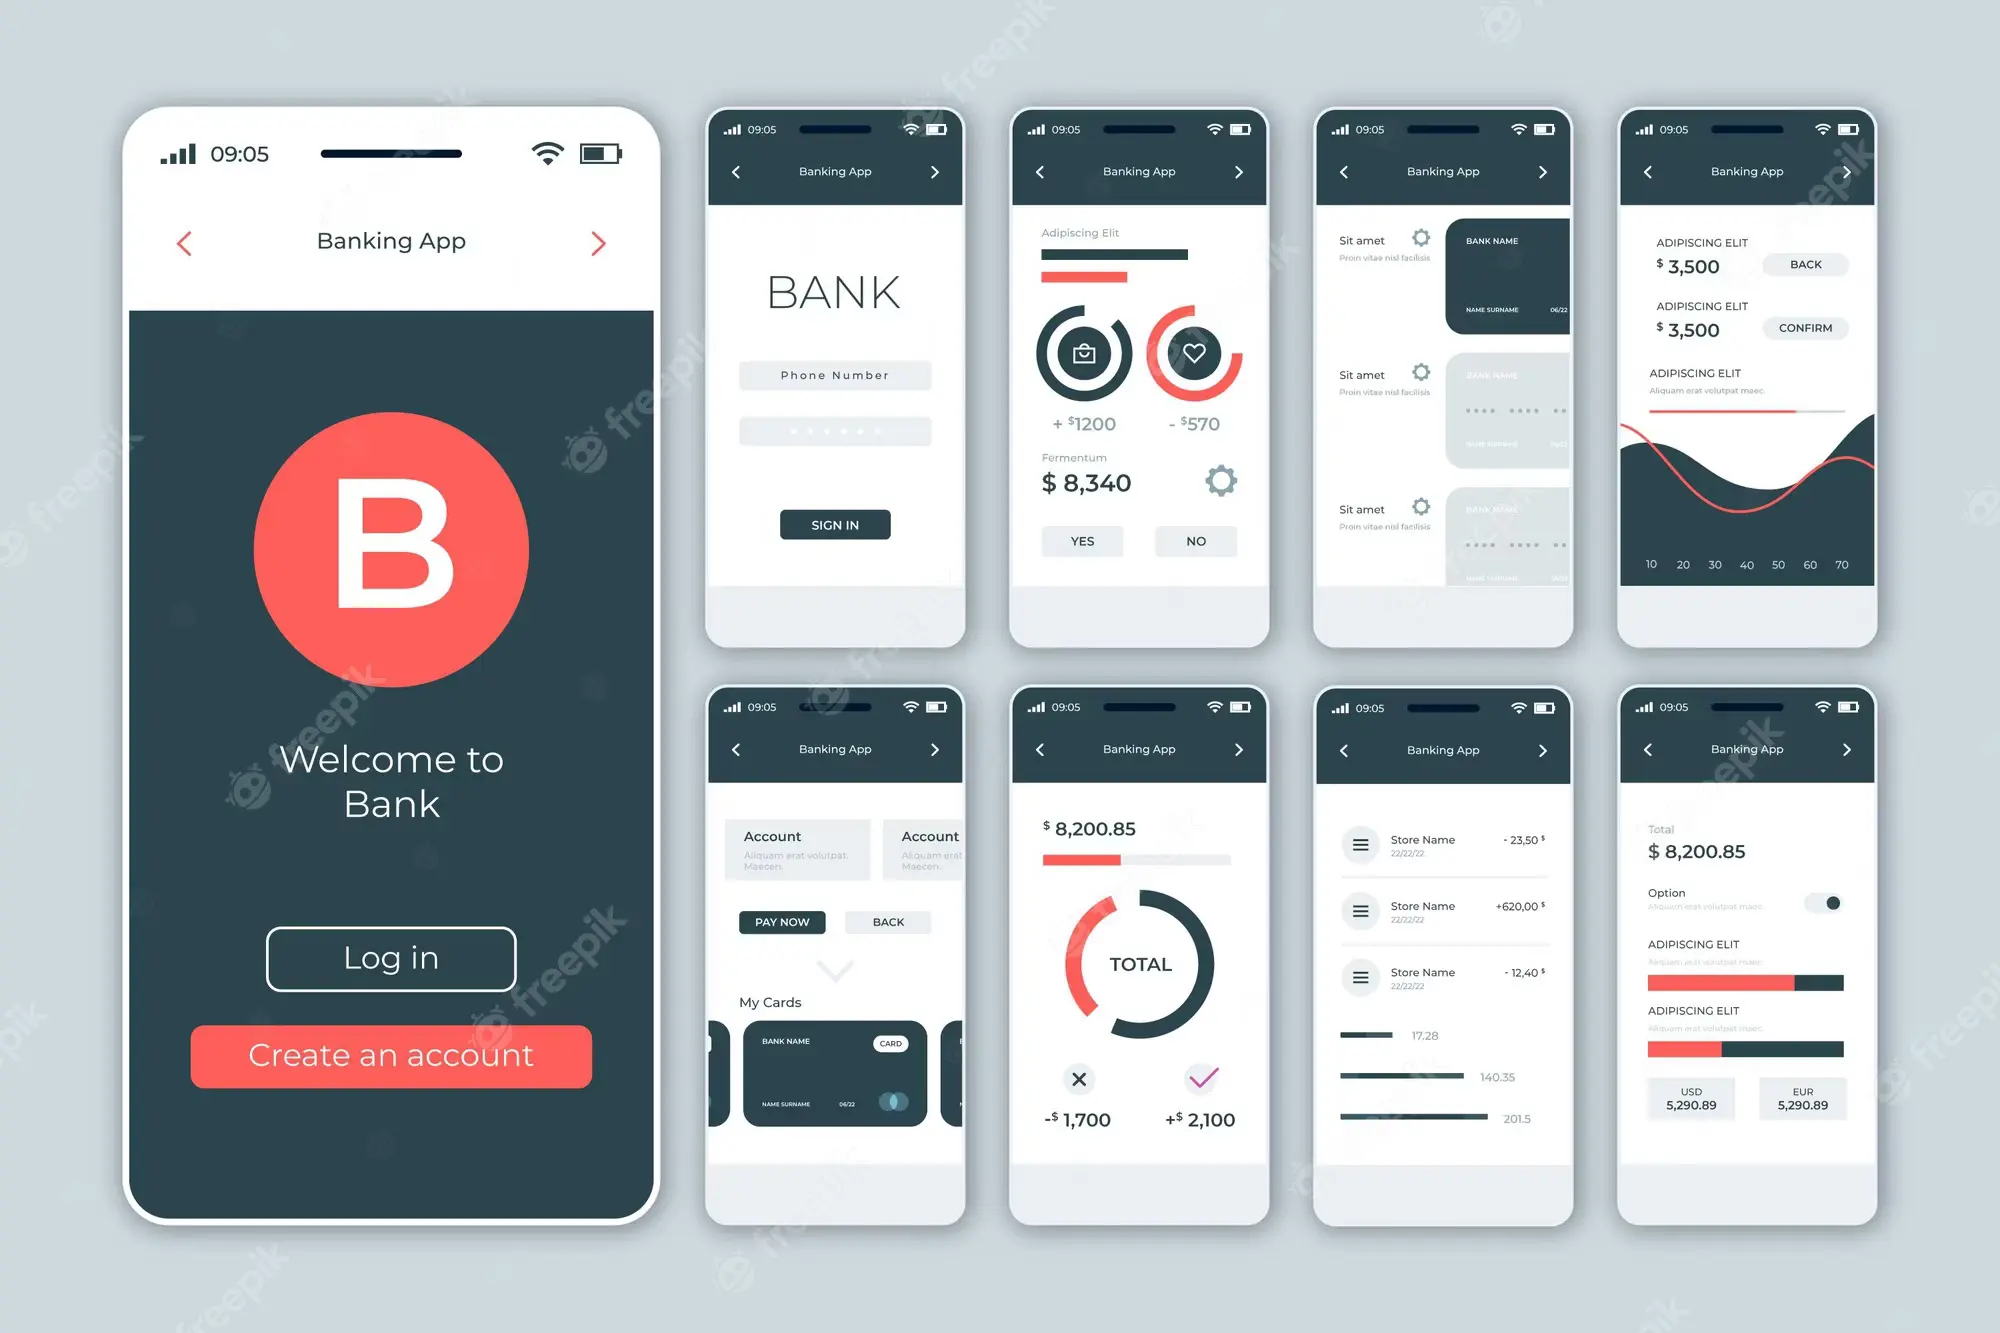 09:05
Banking App
B
Welcome to
Bank
Log in
Create an account
09:05
Banking App
BANK
Phone Number
SIGN IN
09:05
Banking App
Adipiscing Elit
+ $1200
- $570
Fermentum
$ 8,340
YES
NO
09:05
Banking App
Sit amet
Proin vitae nisl facilisis
BANK NAME
NAME SURNAME
06/22
Sit amet
Proin vitae nisl facilisis
BANK NAME
NAME SURNAME
06/22
Sit amet
Proin vitae nisl facilisis
BANK NAME
NAME SURNAME
09:05
Banking App
ADIPISCING ELIT
$ 3,500
BACK
ADIPISCING ELIT
$ 3,500
CONFIRM
ADIPISCING ELIT
Aliquam erat volutpat maec.
10 20 30 40 50 60 70
09:05
Banking App
Account
Aliquam erat volutpat.
Maecen.
Account
Aliquam erat
Maecen.
PAY NOW
BACK
My Cards
BANK NAME
CARD
NAME SURNAME
06/22
09:05
Banking App
$ 8,200.85
TOTAL
-$ 1,700
+$ 2,100
09:05
Banking App
Store Name
- 23,50 $
22/22/22
Store Name
+620,00 $
22/22/22
Store Name
- 12,40 $
22/22/22
17.28
140.35
201.5
09:05
Banking App
Total
$ 8,200.85
Option
Aliquam erat volutpat maec.
ADIPISCING ELIT
Aliquam erat volutpat maec.
ADIPISCING ELIT
Aliquam erat volutpat maec.
USD
5,290.89
EUR
5,290.89
freepik